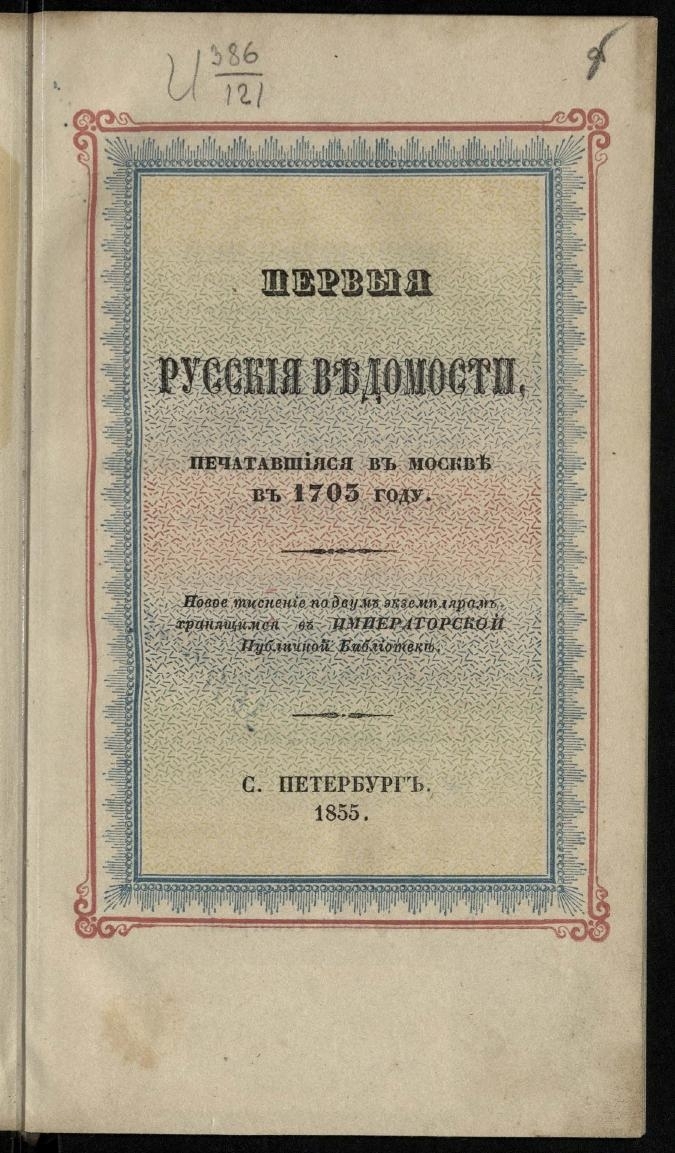 И 386
121
ПЕРВЫЯ
РУССКІЯ ВѢДОМОСТИ,
ПЕЧАТАВШІЯСЯ ВЪ МОСКВѢ
ВЪ 1703 ГОДУ.
Новое тисненіе по двумъ экземплярамъ,
хранящимся въ ИМПЕРАТОРСКОЙ
Публичной Библіотекѣ.
С. ПЕТЕРБУРГЪ.
1855.